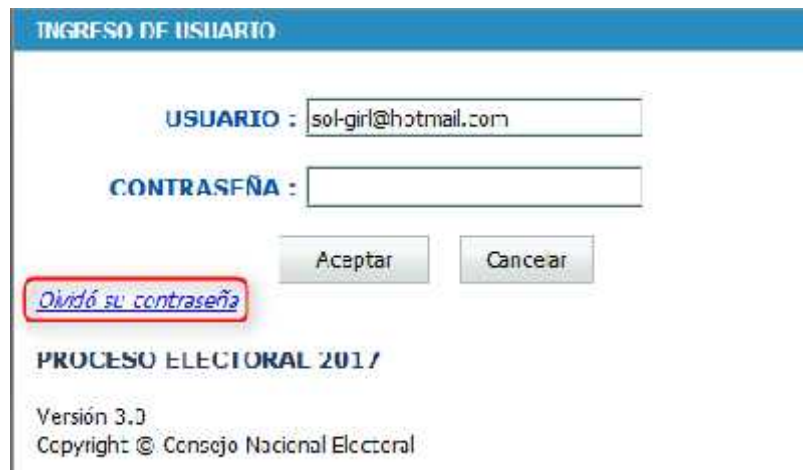 INGRESO DE USUARIO
USUARIO : sol-girl@hotmail.com
CONTRASEÑA :
Aceptar Cancelar
Olvidó su contraseña
PROCESO ELECTORAL 2017
Versión 3.0
Copyright © Consejo Nacional Electoral